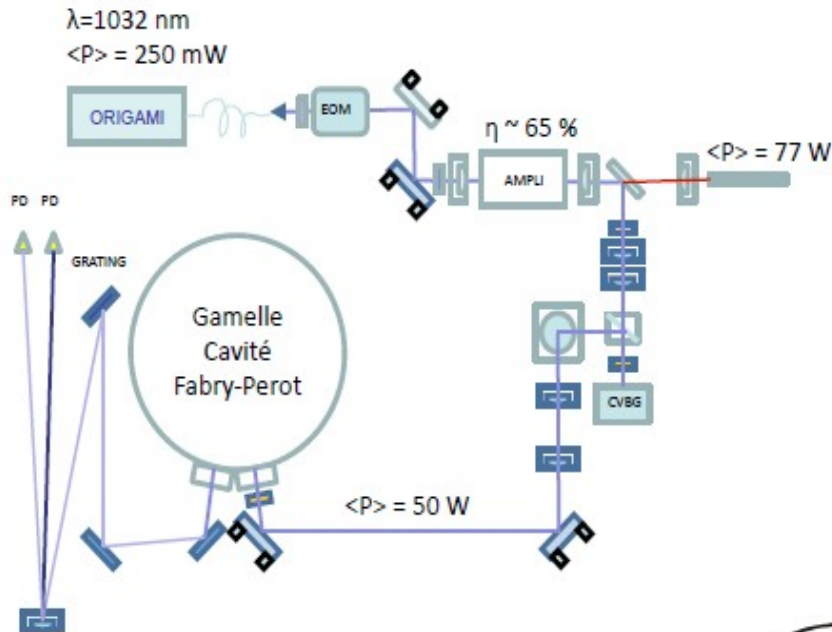 λ=1032 nm
<P> = 250 mW
ORIGAMI
EOM
η ~ 65 %
AMPLI
<P> = 77 W
PD PD
GRATING
Gamelle
Cavité
Fabry-Perot
CVBG
<P> = 50 W